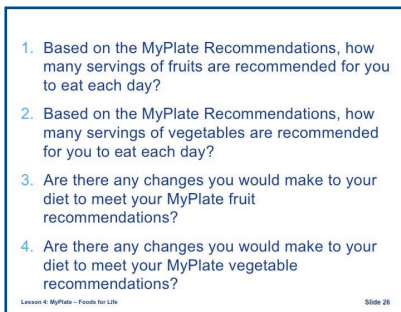 1. Based on the MyPlate Recommendations, how
many servings of fruits are recommended for you
to eat each day?
2. Based on the MyPlate Recommendations, how
many servings of vegetables are recommended
for you to eat each day?
3. Are there any changes you would make to your
diet to meet your MyPlate fruit
recommendations?
4. Are there any changes you would make to your
diet to meet your MyPlate vegetable
recommendations?
Lesson 4: MyPlate – Foods for Life Slide 26